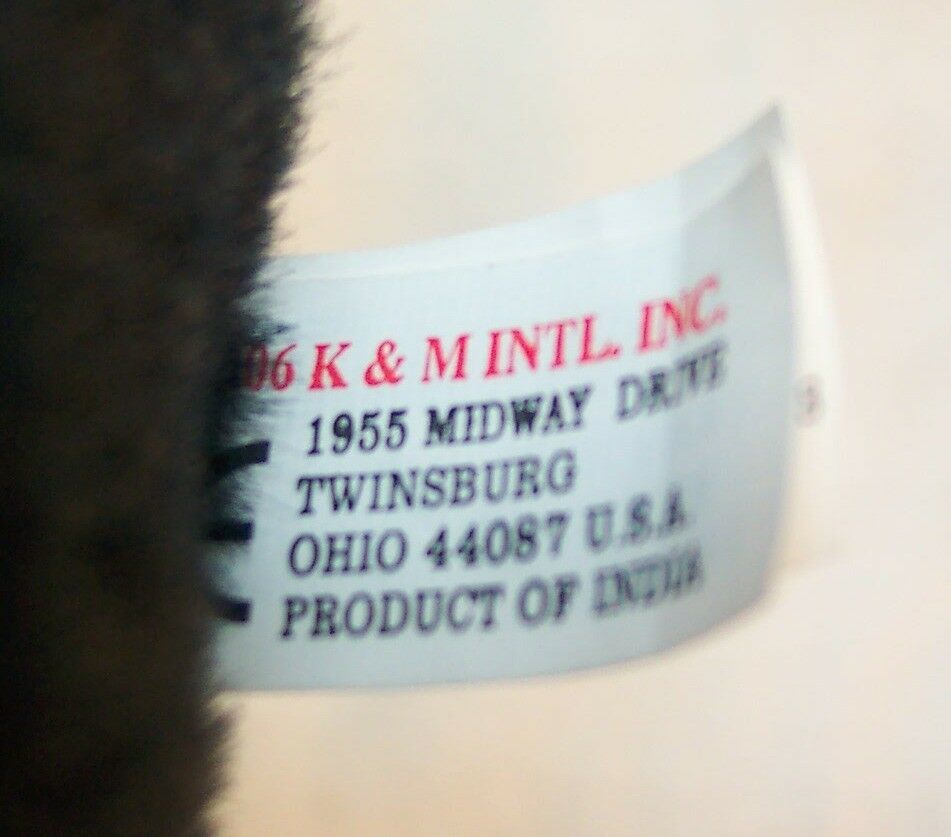 06 K & M INTL. INC.
1955 MIDWAY DRIVE
TWINSBURG
OHIO 44087 U.S.A.
PRODUCT OF INDIA